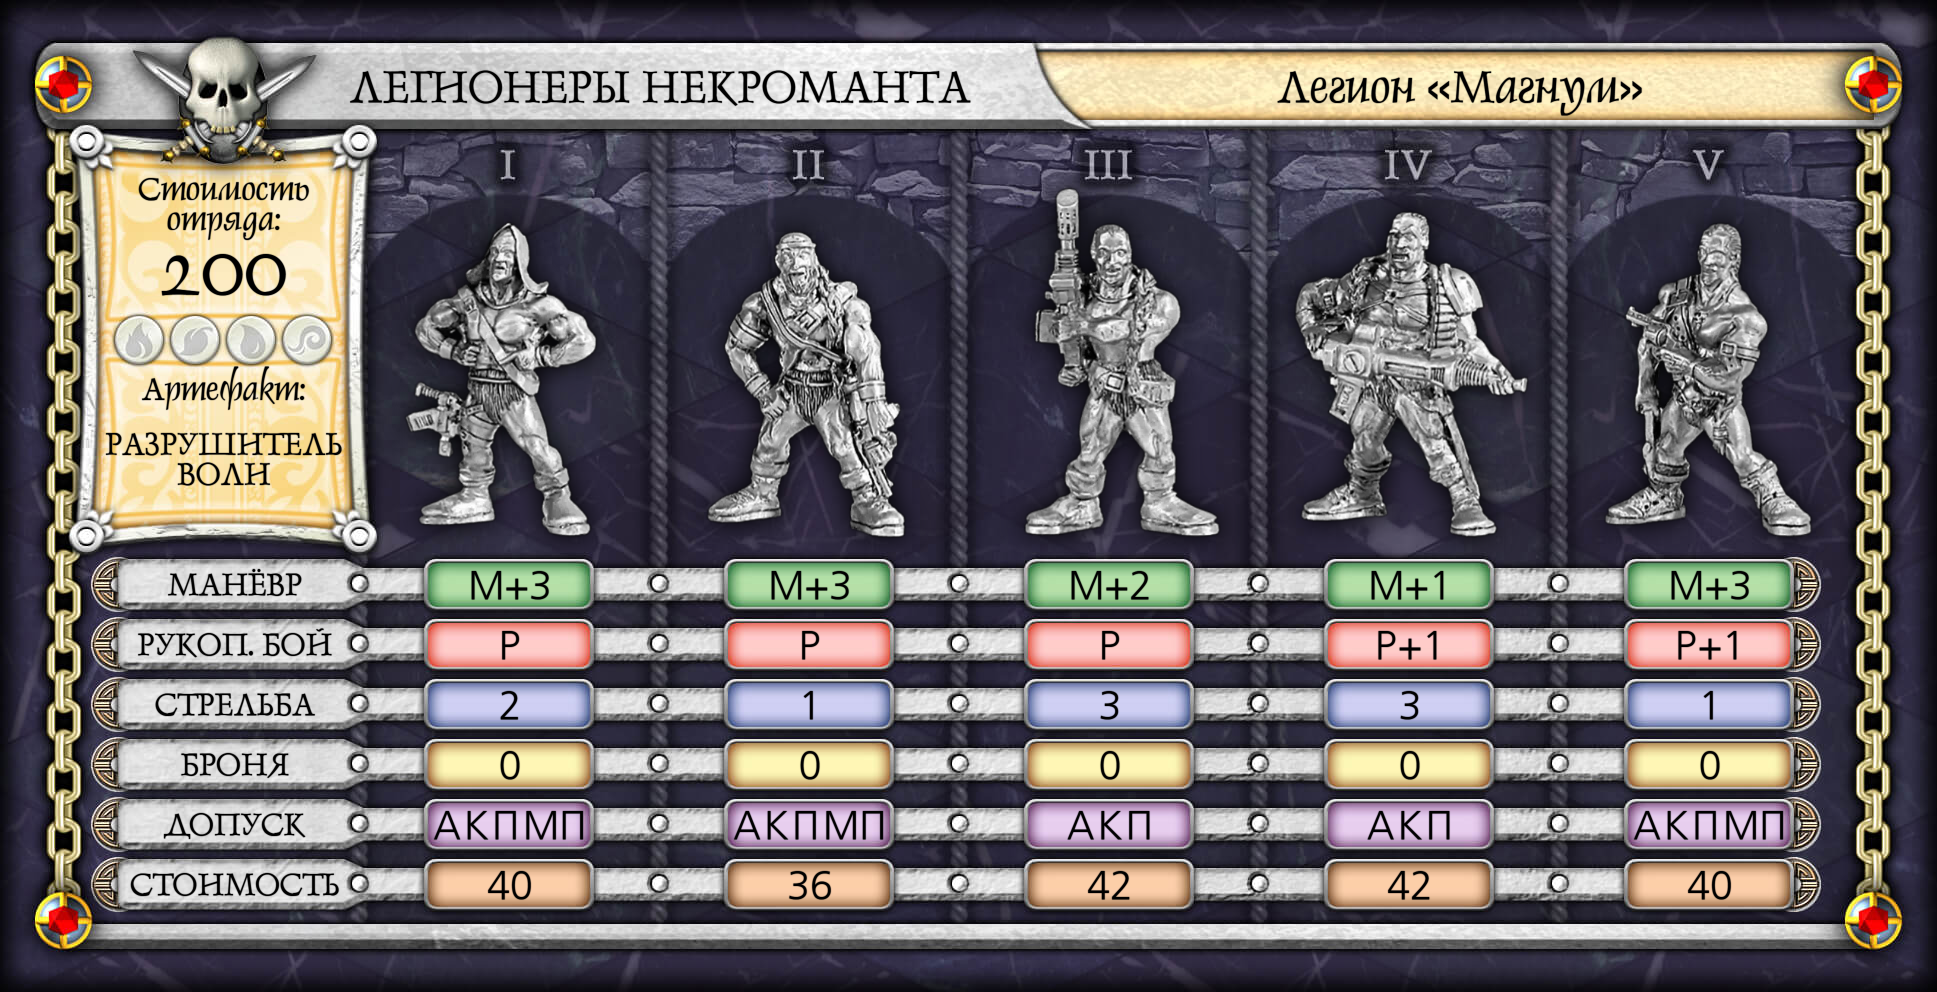 ЛЕГИОНЕРЫ НЕКРОМАНТА
Легион «Магнум»
Стоимость
отряда:
200
Артефакт:
РАЗРУШИТЕЛЬ
ВОЛИ
I II III IV V
МАНЁВР М+3 М+3 М+2 М+1 М+3
РУКОП. БОЙ Р Р Р Р+1 Р+1
СТРЕЛЬБА 2 1 3 3 1
БРОНЯ 0 0 0 0 0
ДОПУСК АКПМП АКПМП АКП АКП АКПМП
СТОИМОСТЬ 40 36 42 42 40